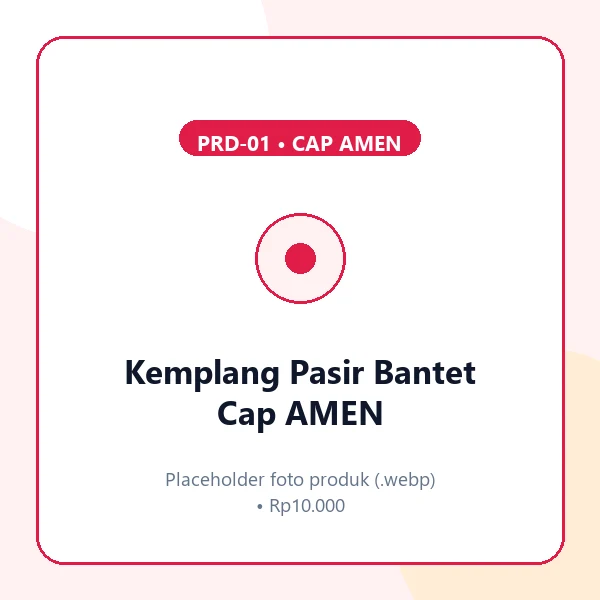 PRD-01 • CAP AMEN
Kemplang Pasir Bantet
Cap AMEN
Placeholder foto produk (.webp)
• Rp10.000